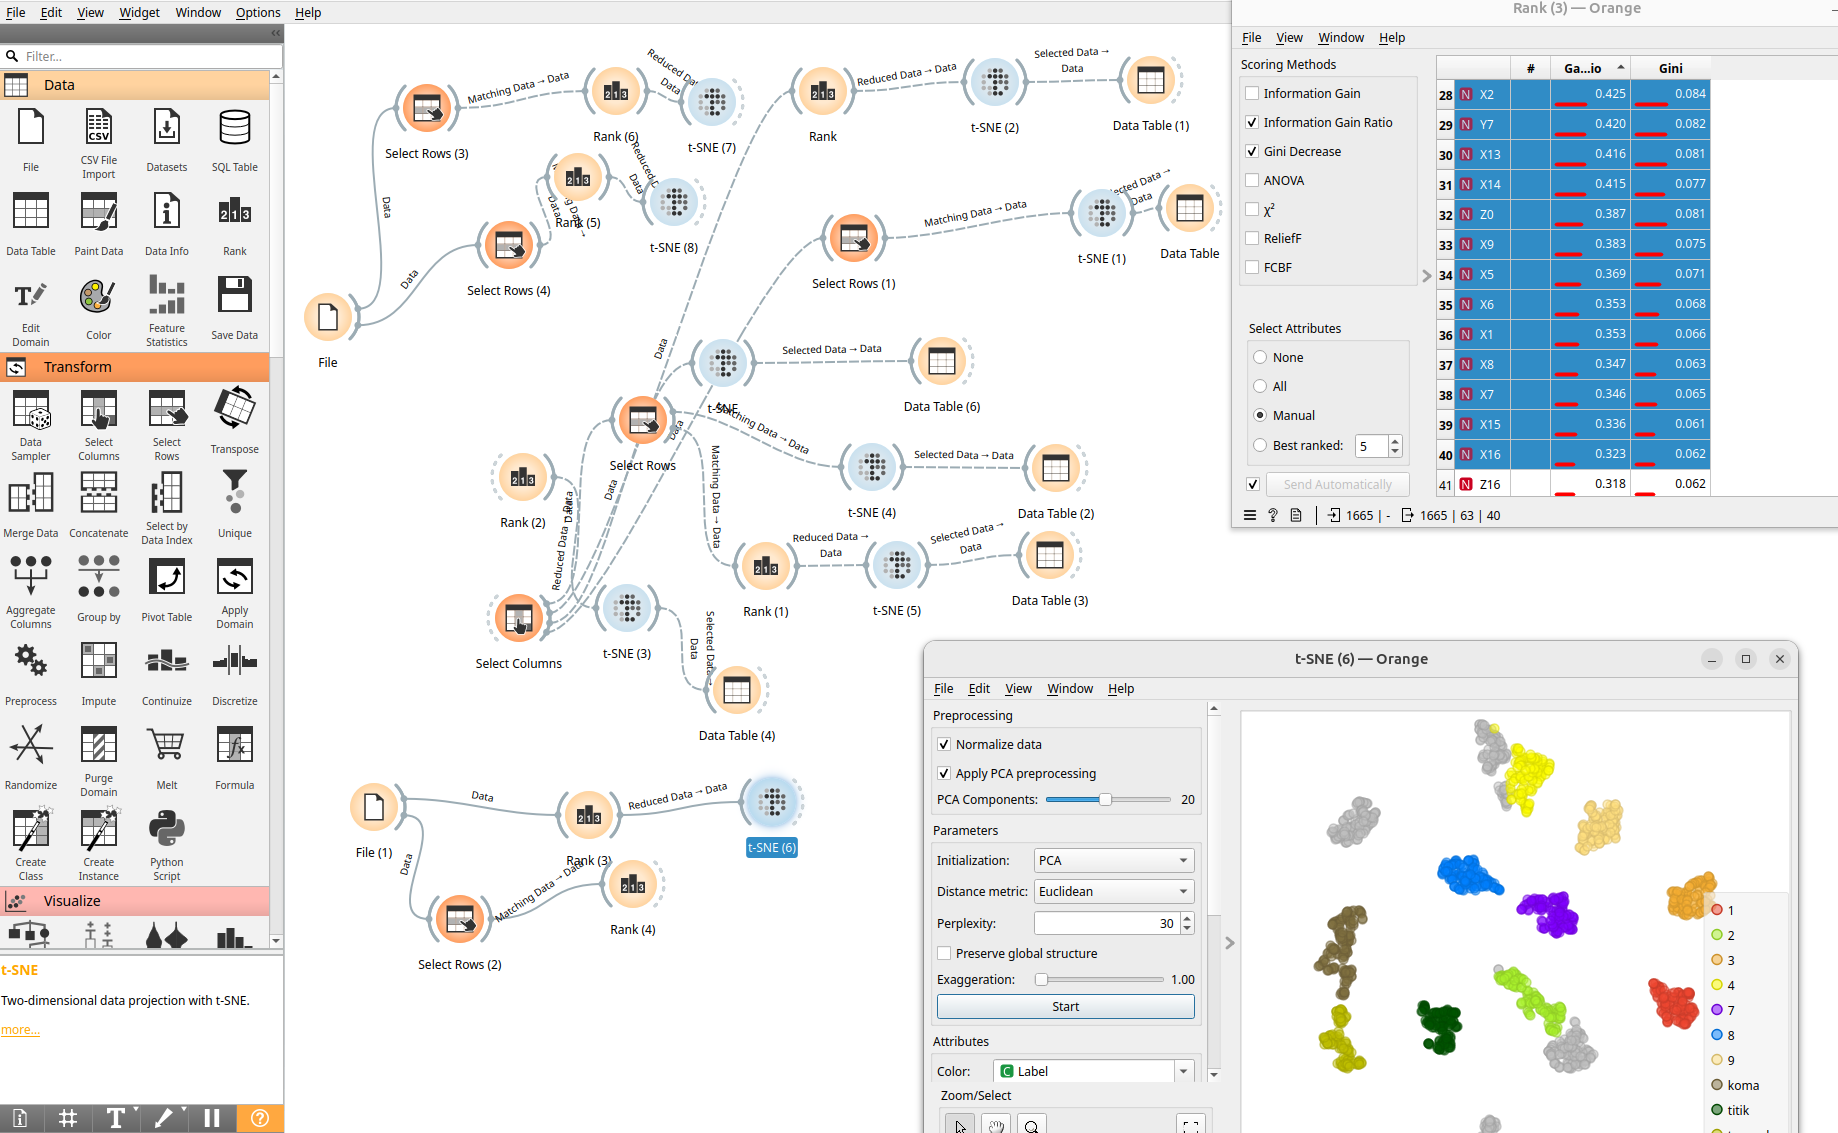 File Edit View Widget Window Options Help
Filter...
Data
File
CSV File Import
Datasets
SQL Table
Data Table
Paint Data
Data Info
Rank
Edit Domain
Color
Feature Statistics
Save Data
Transform
Data Sampler
Select Columns
Select Rows
Transpose
Merge Data
Concatenate
Select by Data Index
Unique
Aggregate Columns
Group by
Pivot Table
Apply Domain
Preprocess
Impute
Continuize
Discretize
Randomize
Purge Domain
Melt
Formula
Create Class
Create Instance
Python Script
Visualize
t-SNE
Two-dimensional data projection with t-SNE.
more...
File
Data
Data
Select Rows (3)
Matching Data → Data
Rank (6)
Reduced Data
Data
t-SNE (7)
Select Rows (4)
Rank (5)
Reduced D
Data
t-SNE (8)
Rank
Reduced Data → Data
t-SNE (2)
Selected Data →
Data
Data Table (1)
Select Rows (1)
Matching Data → Data
t-SNE (1)
lected Data →
Data
Data Table
Data
t-SNE
Selected Data → Data
Data Table (6)
Select Rows
Matching Data → Data
t-SNE (4)
Selected Data → Data
Data Table (2)
Matching Data → Data
Rank (1)
Reduced Data →
Data
t-SNE (5)
Selected Data →
Data
Data Table (3)
Rank (2)
Reduced Data
Data
Data
Data
Select Columns
t-SNE (3)
Selected Data →
Data
Data Table (4)
File (1)
Data
Rank (3)
Reduced Data → Data
t-SNE (6)
Data
Select Rows (2)
Matching Data → Data
Rank (4)
Rank (3) — Orange
File View Window Help
Scoring Methods
Information Gain
Information Gain Ratio
Gini Decrease
ANOVA
χ²
ReliefF
FCBF
Select Attributes
None
All
Manual
Best ranked: 5
Send Automatically
1665 | - 1665 | 63 | 40
# Ga...io Gini
28 N X2 0.425 0.084
29 N Y7 0.420 0.082
30 N X13 0.416 0.081
31 N X14 0.415 0.077
32 N Z0 0.387 0.081
33 N X9 0.383 0.075
34 N X5 0.369 0.071
35 N X6 0.353 0.068
36 N X1 0.353 0.066
37 N X8 0.347 0.063
38 N X7 0.346 0.065
39 N X15 0.336 0.061
40 N X16 0.323 0.062
41 N Z16 0.318 0.062
t-SNE (6) — Orange
File Edit View Window Help
Preprocessing
Normalize data
Apply PCA preprocessing
PCA Components: 20
Parameters
Initialization: PCA
Distance metric: Euclidean
Perplexity: 30
Preserve global structure
Exaggeration: 1.00
Start
Attributes
Color: C Label
Zoom/Select
1
2
3
4
7
8
9
koma
titik